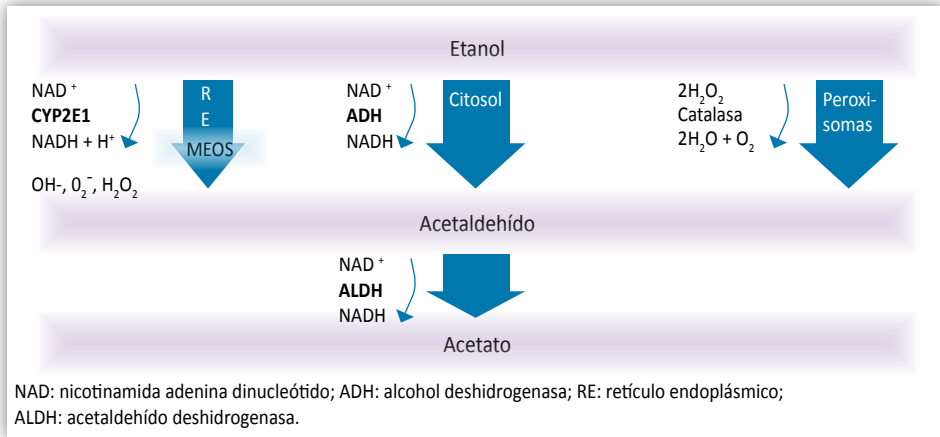 Etanol
NAD +
CYP2E1
NADH + H⁺
OH-, 0₂⁻, H₂O₂
R
E
MEOS
NAD +
ADH
NADH
Citosol
2H₂O₂
Catalasa
2H₂O + O₂
Peroxi-
somas
Acetaldehído
NAD +
ALDH
NADH
Acetato
NAD: nicotinamida adenina dinucleótido; ADH: alcohol deshidrogenasa; RE: retículo endoplásmico;
ALDH: acetaldehído deshidrogenasa.